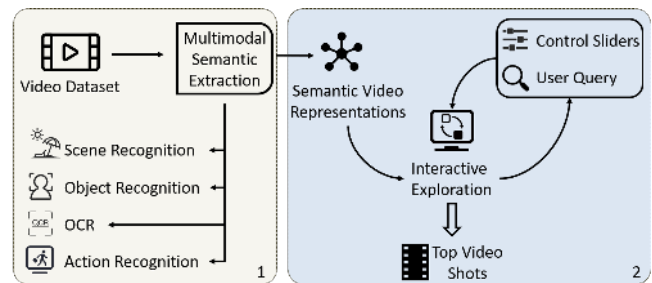 Video Dataset
Multimodal
Semantic
Extraction
Scene Recognition
Object Recognition
OCR
OCR
Action Recognition
1
Semantic Video
Representations
Control Sliders
User Query
Interactive
Exploration
Top Video
Shots
2